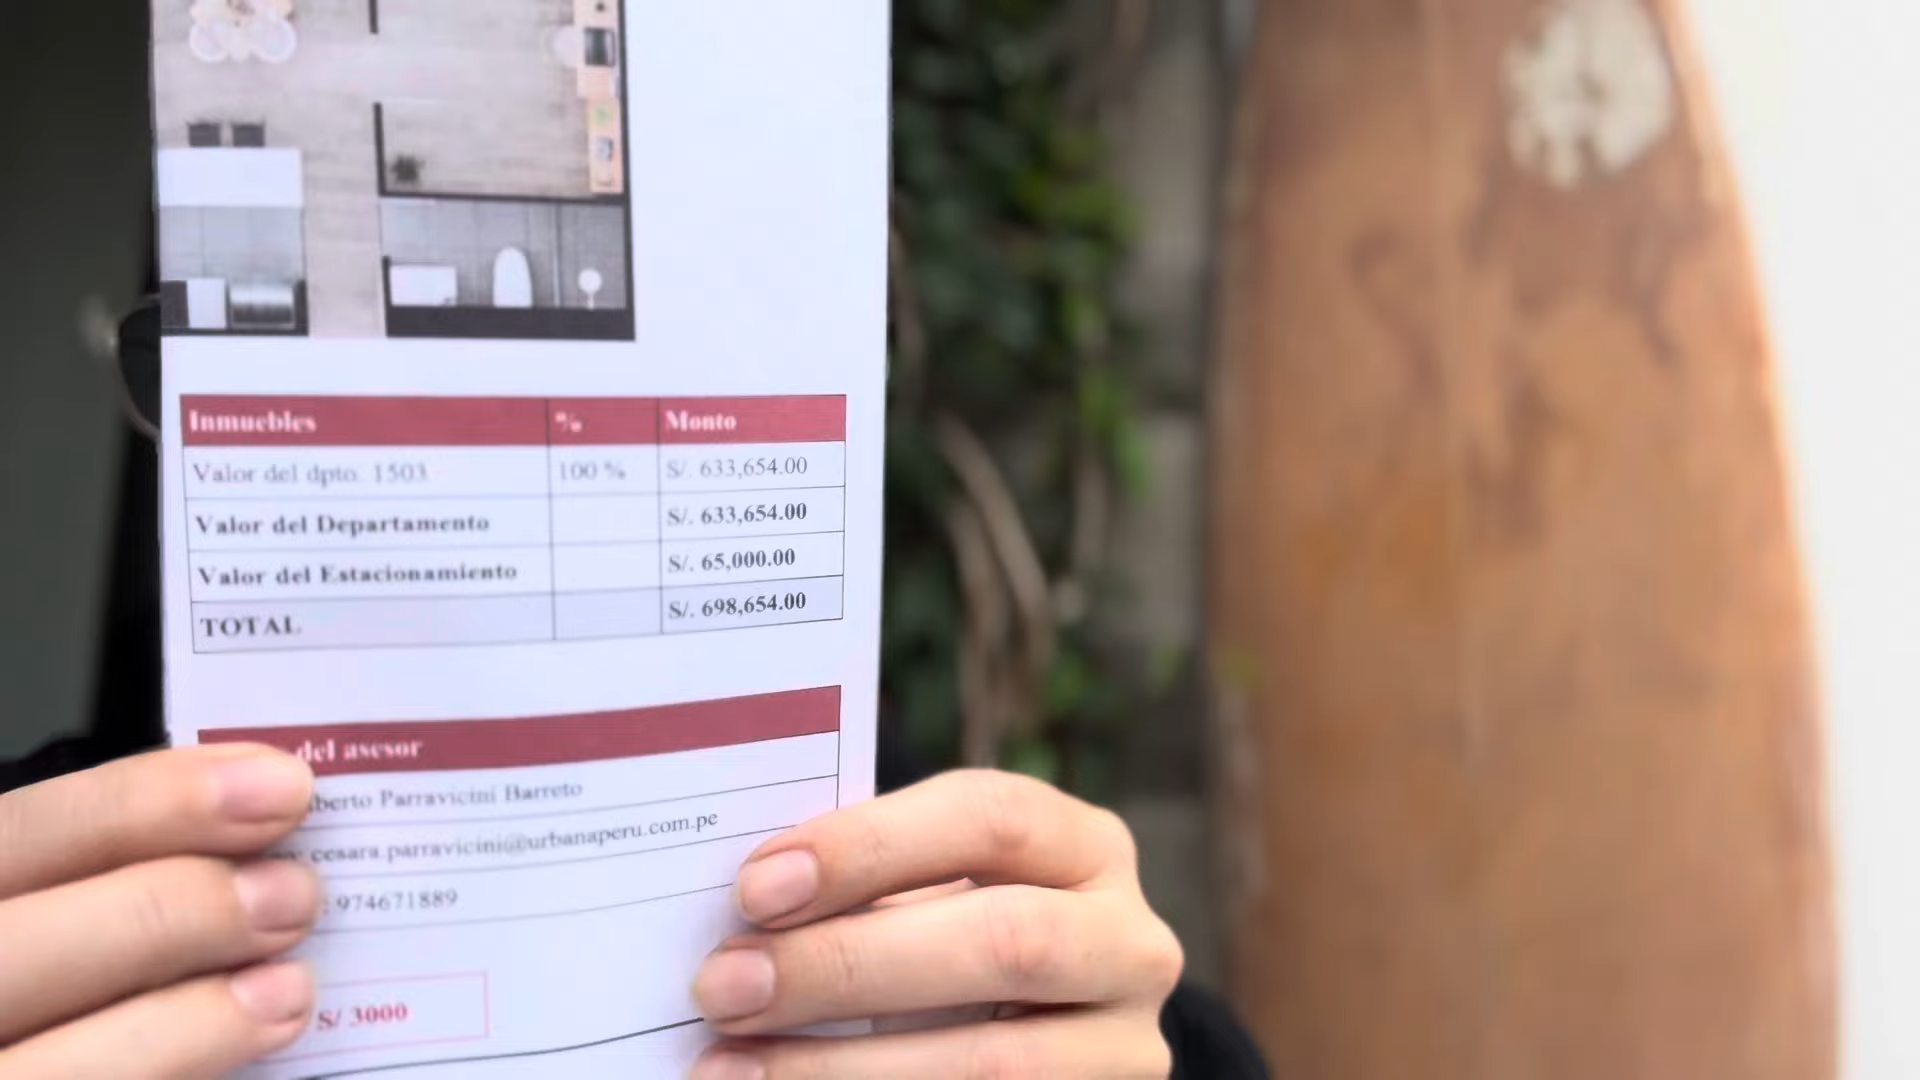 Inmuebles % Monto
Valor del dpto. 1503 100 % S/. 633,654.00
Valor del Departamento S/. 633,654.00
Valor del Estacionamiento S/. 65,000.00
TOTAL S/. 698,654.00
del asesor
berto Parravicini Barreto
cesara.parravicini@urbanaperu.com.pe
: 974671889
S/ 3000